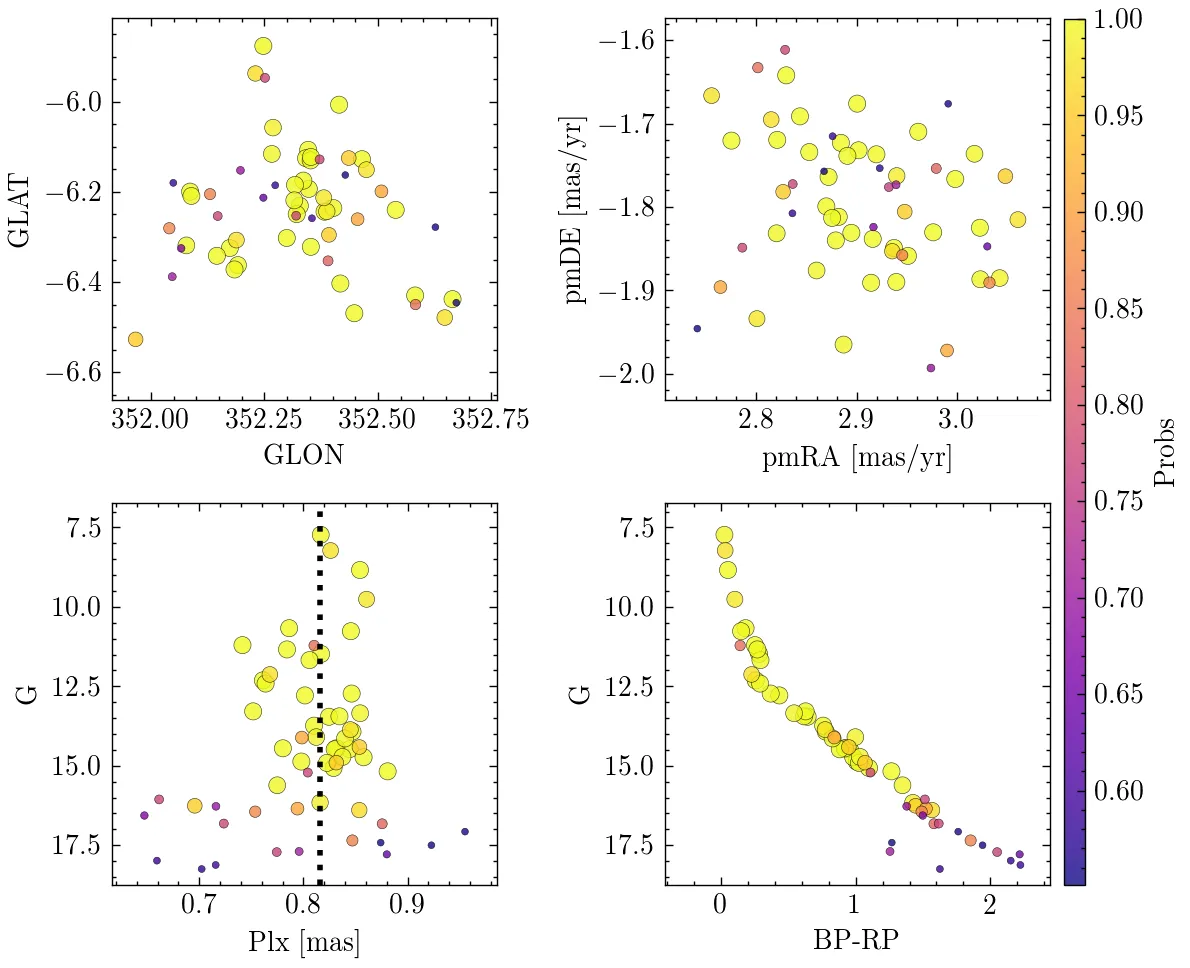 −6.0
−6.2
−6.4
−6.6
GLAT
352.00 352.25 352.50 352.75
GLON
−1.6
−1.7
−1.8
−1.9
−2.0
pmDE [mas/yr]
2.8 2.9 3.0
pmRA [mas/yr]
1.00
0.95
0.90
0.85
0.80
0.75
0.70
0.65
0.60
Probs
7.5
10.0
12.5
15.0
17.5
G
0.7 0.8 0.9
Plx [mas]
7.5
10.0
12.5
15.0
17.5
G
0 1 2
BP-RP